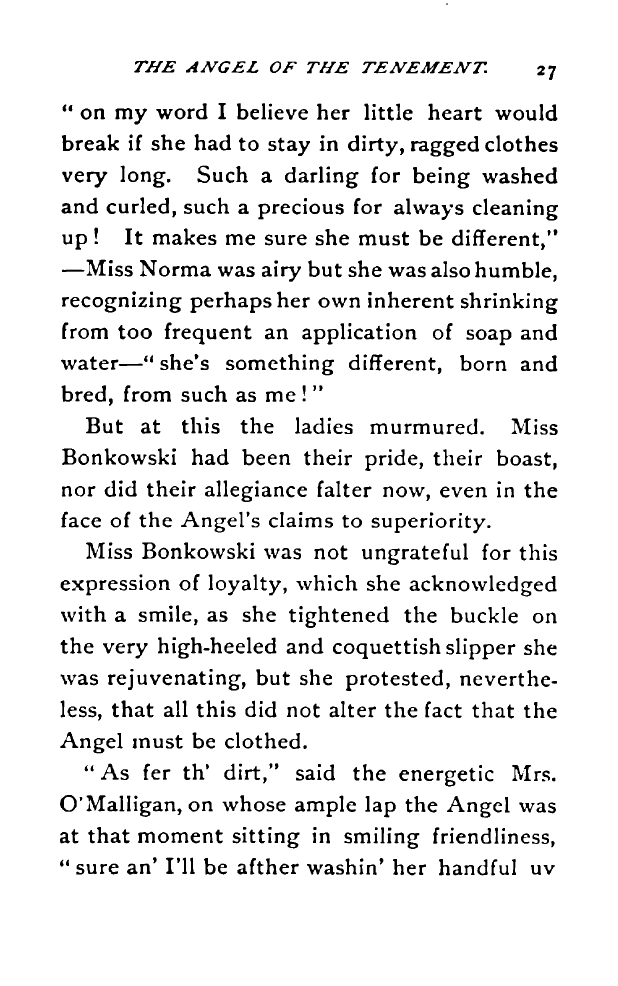 THE ANGEL OF THE TENEMENT. 27
“ on my word I believe her little heart would
break if she had to stay in dirty, ragged clothes
very long. Such a darling for being washed
and curled, such a precious for always cleaning
up! It makes me sure she must be different,”
—Miss Norma was airy but she was also humble,
recognizing perhaps her own inherent shrinking
from too frequent an application of soap and
water—“ she’s something different, born and
bred, from such as me!”
But at this the ladies murmured. Miss
Bonkowski had been their pride, their boast,
nor did their allegiance falter now, even in the
face of the Angel’s claims to superiority.
Miss Bonkowski was not ungrateful for this
expression of loyalty, which she acknowledged
with a smile, as she tightened the buckle on
the very high-heeled and coquettish slipper she
was rejuvenating, but she protested, neverthe-
less, that all this did not alter the fact that the
Angel must be clothed.
“ As fer th’ dirt,” said the energetic Mrs.
O’Malligan, on whose ample lap the Angel was
at that moment sitting in smiling friendliness,
“ sure an’ I’ll be afther washin’ her handful uv